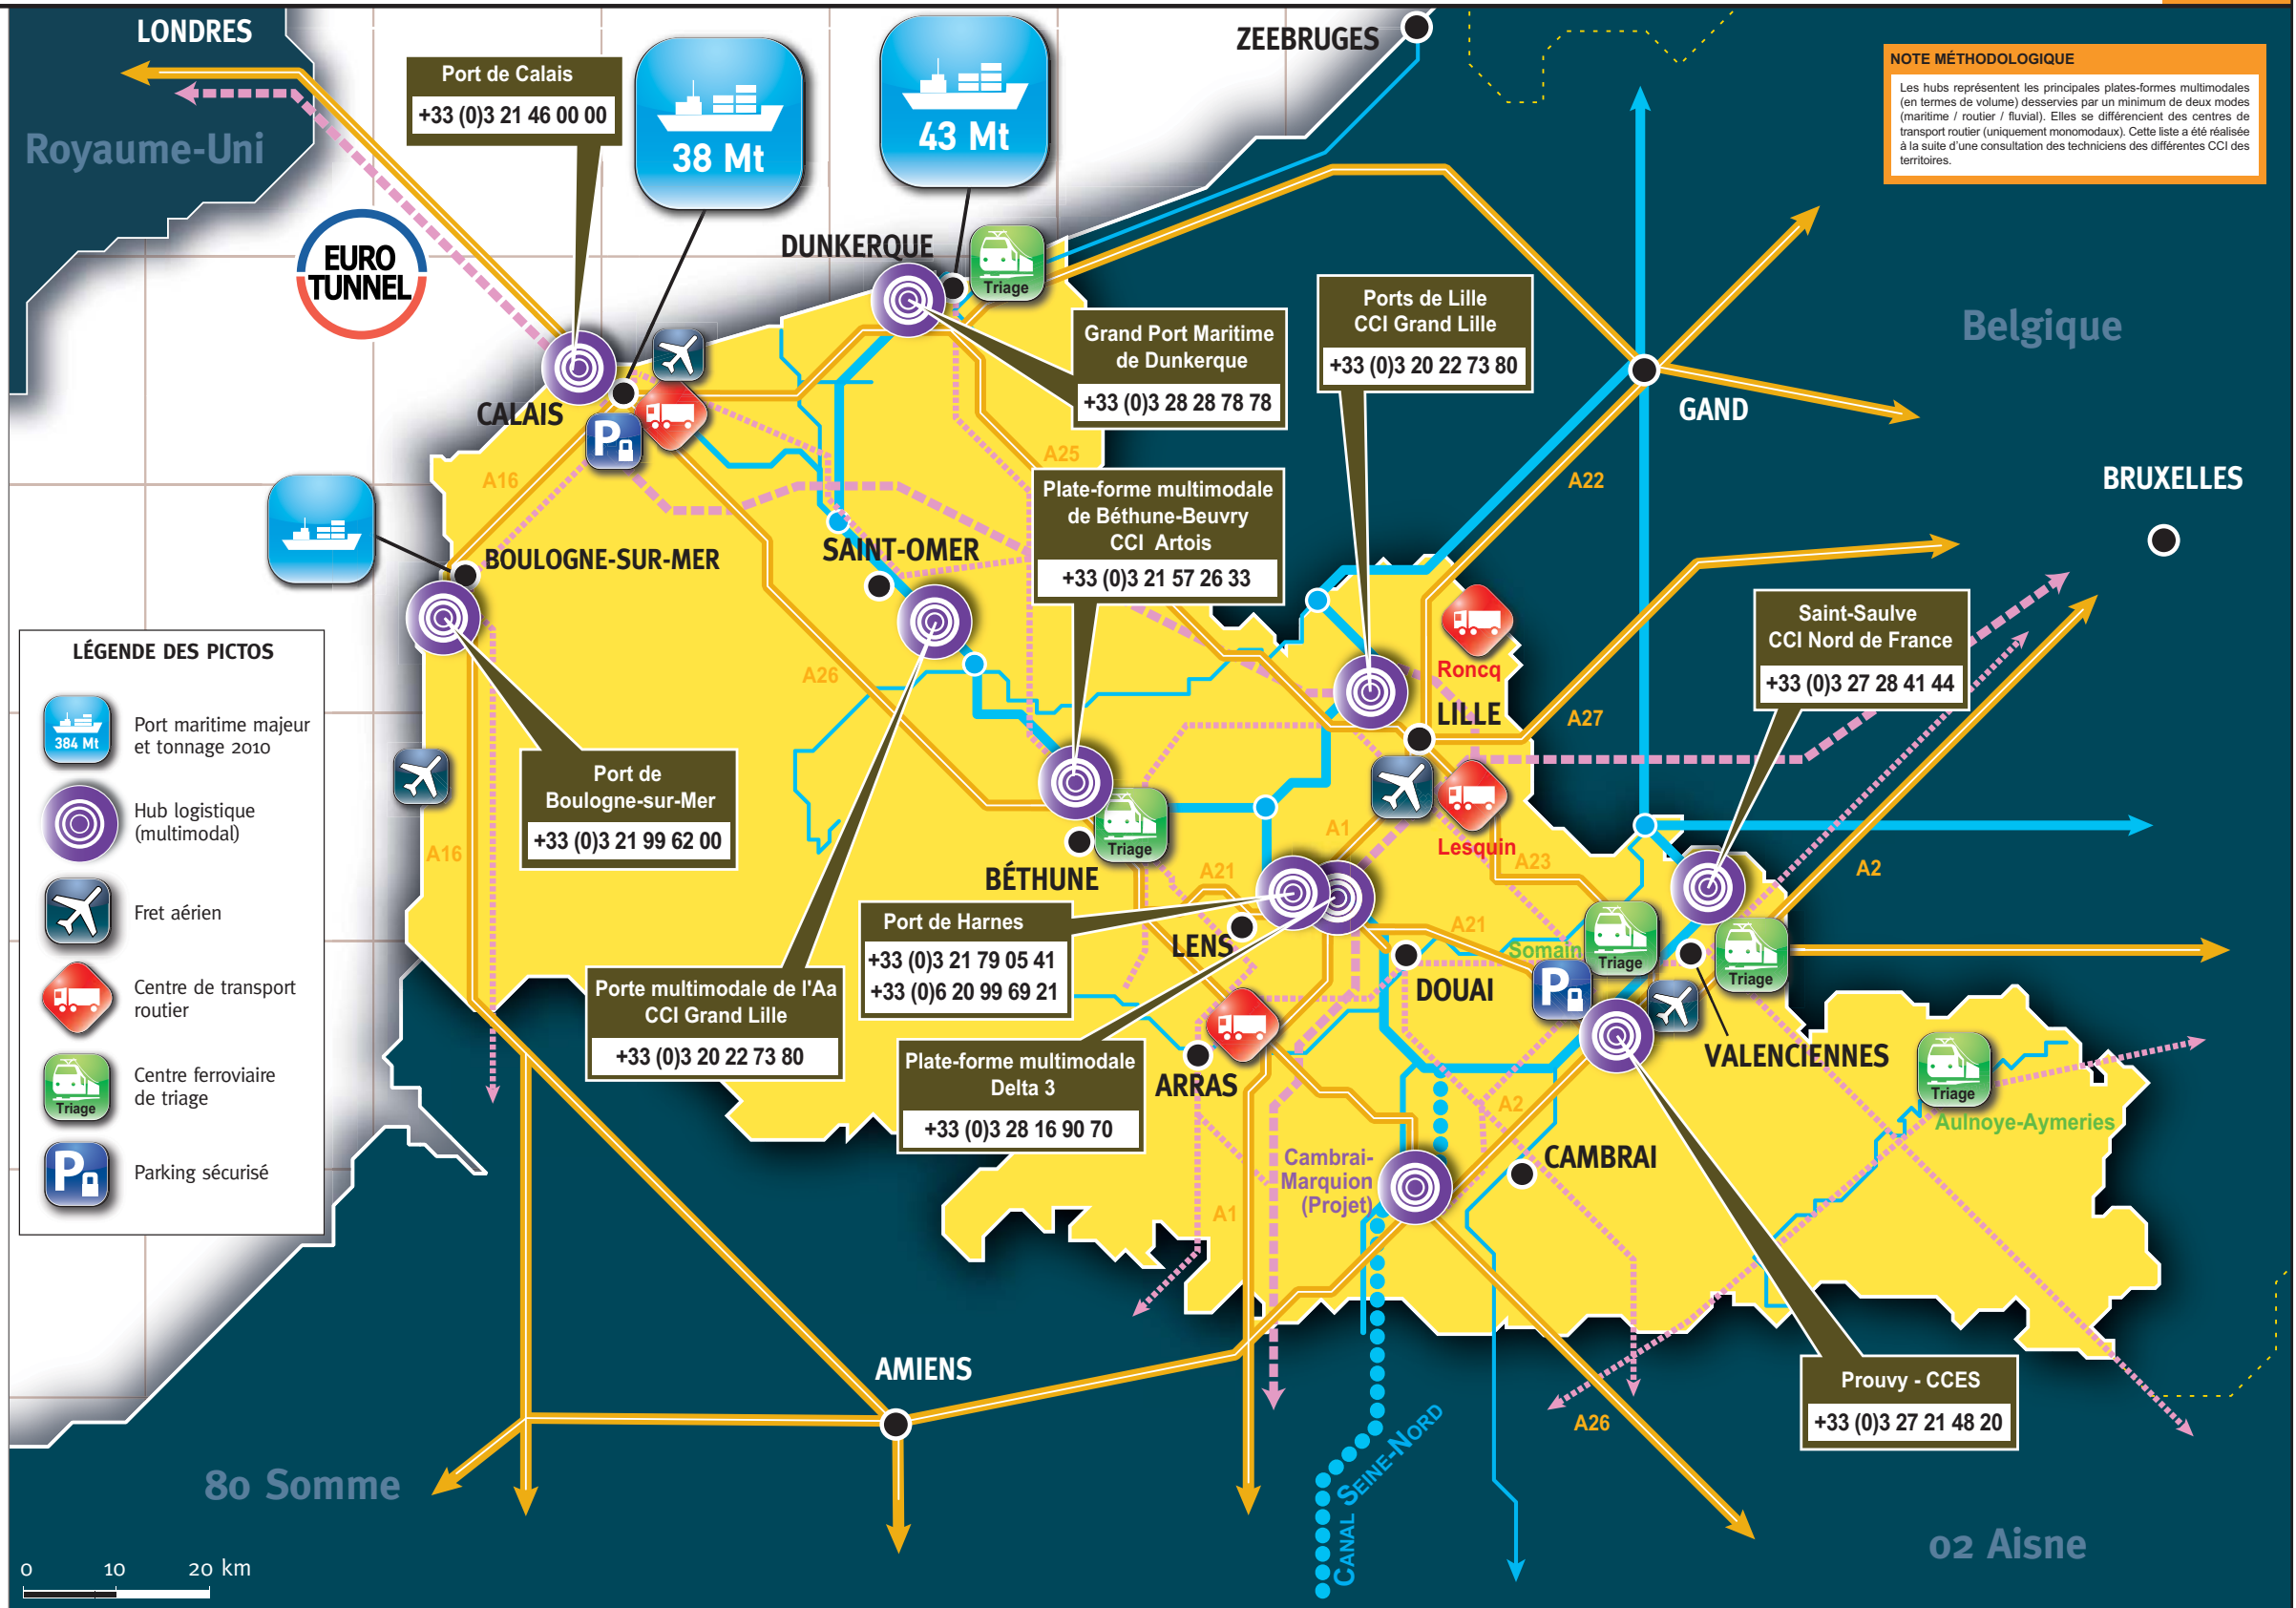 LONDRES
Royaume-Uni
EURO
TUNNEL
Port de Calais
+33 (0)3 21 46 00 00
38 Mt
43 Mt
ZEEBRUGES
NOTE MÉTHODOLOGIQUE
Les hubs représentent les principales plates-formes multimodales
(en termes de volume) desservies par un minimum de deux modes
(maritime / routier / fluvial). Elles se différencient des centres de
transport routier (uniquement monomodaux). Cette liste a été réalisée
à la suite d'une consultation des techniciens des différentes CCI des
territoires.
DUNKERQUE
Triage
Grand Port Maritime
de Dunkerque
+33 (0)3 28 28 78 78
Ports de Lille
CCI Grand Lille
+33 (0)3 20 22 73 80
Belgique
GAND
BRUXELLES
CALAIS
P
A16
A25
A22
Plate-forme multimodale
de Béthune-Beuvry
CCI Artois
+33 (0)3 21 57 26 33
BOULOGNE-SUR-MER
SAINT-OMER
Saint-Saulve
CCI Nord de France
+33 (0)3 27 28 41 44
Roncq
LILLE
A27
A26
LÉGENDE DES PICTOS
384 Mt
Port maritime majeur
et tonnage 2010
Hub logistique
(multimodal)
Fret aérien
Centre de transport
routier
Triage
Centre ferroviaire
de triage
P
Parking sécurisé
Port de
Boulogne-sur-Mer
+33 (0)3 21 99 62 00
A16
Triage
BÉTHUNE
A1
Lesquin
A23
A21
A2
Port de Harnes
+33 (0)3 21 79 05 41
+33 (0)6 20 99 69 21
LENS
A21
Somain
Triage
Triage
P
DOUAI
Porte multimodale de l'Aa
CCI Grand Lille
+33 (0)3 20 22 73 80
Plate-forme multimodale
Delta 3
+33 (0)3 28 16 90 70
ARRAS
VALENCIENNES
Triage
Aulnoye-Aymeries
A2
CAMBRAI
Cambrai-
Marquion
(Projet)
A1
AMIENS
Prouvy - CCES
+33 (0)3 27 21 48 20
A26
CANAL SEINE-NORD
80 Somme
02 Aisne
0 10 20 km